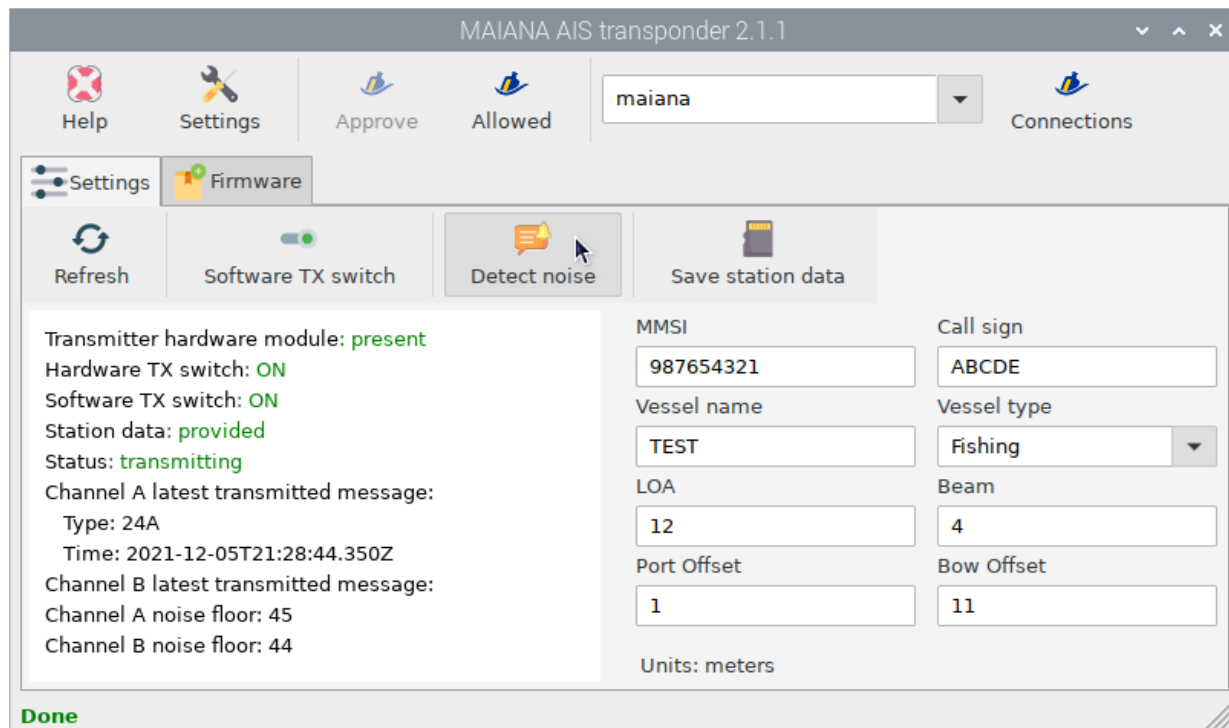 MAIANA AIS transponder 2.1.1
Help Settings Approve Allowed maiana Connections
Settings Firmware
Refresh Software TX switch Detect noise Save station data
Transmitter hardware module: present
Hardware TX switch: ON
Software TX switch: ON
Station data: provided
Status: transmitting
Channel A latest transmitted message:
Type: 24A
Time: 2021-12-05T21:28:44.350Z
Channel B latest transmitted message:
Channel A noise floor: 45
Channel B noise floor: 44
MMSI Call sign
987654321 ABCDE
Vessel name Vessel type
TEST Fishing
LOA Beam
12 4
Port Offset Bow Offset
1 11
Units: meters
Done